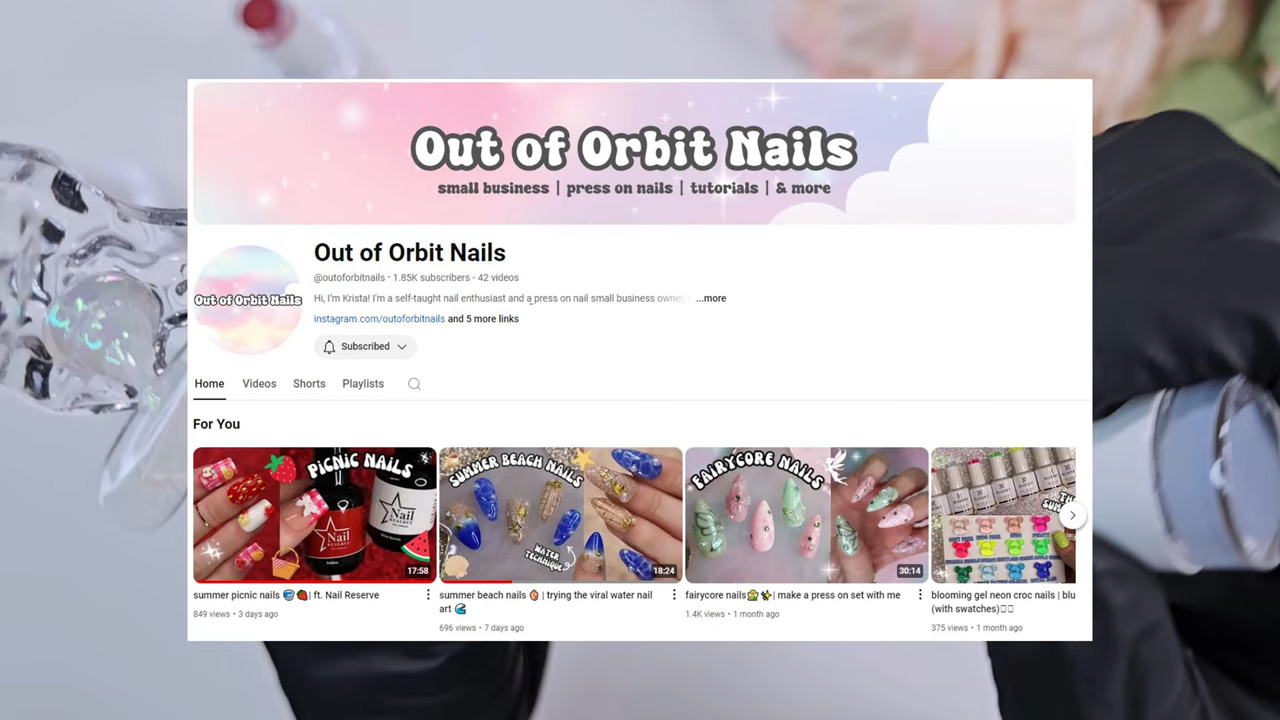 Out of Orbit Nails
small business | press on nails | tutorials | & more
Out of Orbit Nails
Out of Orbit Nails
@outoforbitnails · 1.85K subscribers · 42 videos
Hi, I'm Krista! I'm a self-taught nail enthusiast and a press on nail small business owner, ...more
instagram.com/outoforbitnails and 5 more links
Subscribed
Home Videos Shorts Playlists
For You
PICNIC NAILS
Nail
RESERVE
Nail
RESERVE
17:58
SUMMER BEACH NAILS
WATER TECHNIQUE
18:24
FAIRYCORE NAILS
30:14
summer picnic nails 🪣🍓| ft. Nail Reserve
849 views • 3 days ago
summer beach nails 🐚 | trying the viral water nail
art 🌊
696 views • 7 days ago
fairycore nails🧚✨| make a press on set with me
1.4K views • 1 month ago
blooming gel neon croc nails | blu
(with swatches)
375 views • 1 month ago